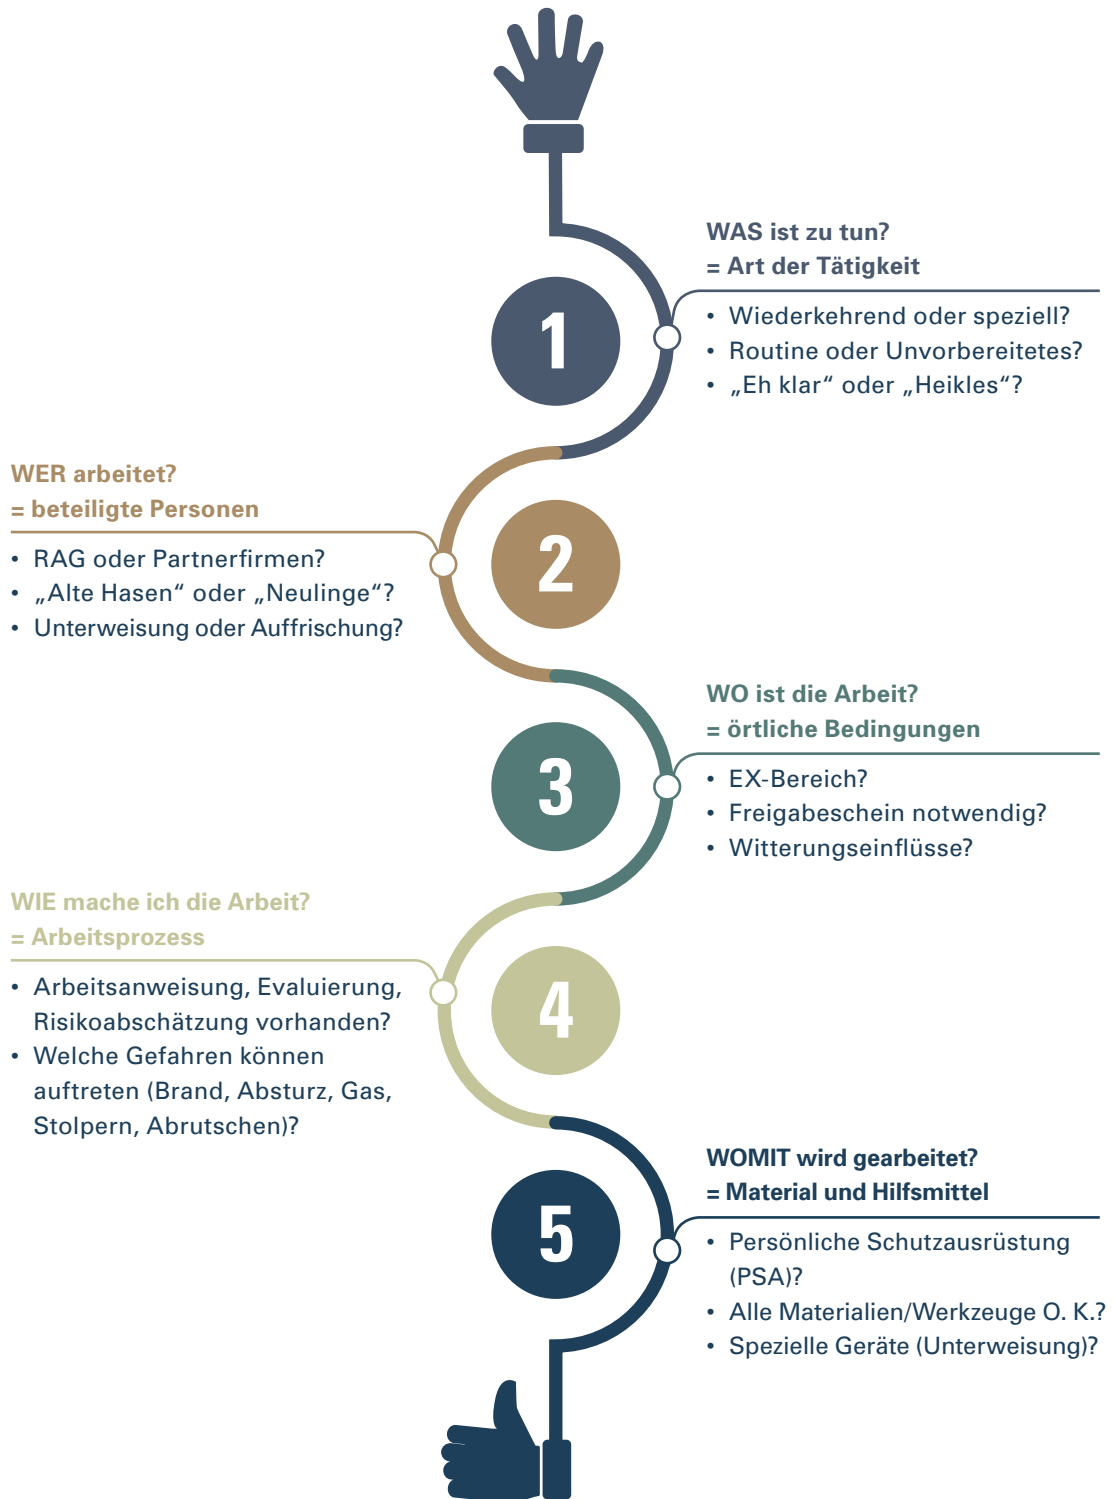 1
WAS ist zu tun?
= Art der Tätigkeit
• Wiederkehrend oder speziell?
• Routine oder Unvorbereitetes?
• „Eh klar“ oder „Heikles“?
2
WER arbeitet?
= beteiligte Personen
• RAG oder Partnerfirmen?
• „Alte Hasen“ oder „Neulinge“?
• Unterweisung oder Auffrischung?
3
WO ist die Arbeit?
= örtliche Bedingungen
• EX-Bereich?
• Freigabeschein notwendig?
• Witterungseinflüsse?
4
WIE mache ich die Arbeit?
= Arbeitsprozess
• Arbeitsanweisung, Evaluierung,
Risikoabschätzung vorhanden?
• Welche Gefahren können
auftreten (Brand, Absturz, Gas,
Stolpern, Abrutschen)?
5
WOMIT wird gearbeitet?
= Material und Hilfsmittel
• Persönliche Schutzausrüstung
(PSA)?
• Alle Materialien/Werkzeuge O. K.?
• Spezielle Geräte (Unterweisung)?